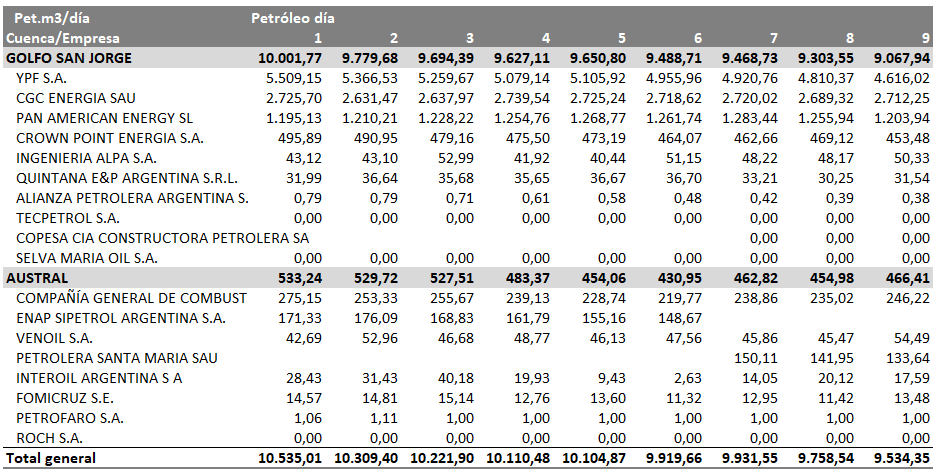 Pet.m3/día Petróleo día
Cuenca/Empresa 1 2 3 4 5 6 7 8 9
GOLFO SAN JORGE 10.001,77 9.779,68 9.694,39 9.627,11 9.650,80 9.488,71 9.468,73 9.303,55 9.067,94
YPF S.A. 5.509,15 5.366,53 5.259,67 5.079,14 5.105,92 4.955,96 4.920,76 4.810,37 4.616,02
CGC ENERGIA SAU 2.725,70 2.631,47 2.637,97 2.739,54 2.725,24 2.718,62 2.720,02 2.689,32 2.712,25
PAN AMERICAN ENERGY SL 1.195,13 1.210,21 1.228,22 1.254,76 1.268,77 1.261,74 1.283,44 1.255,94 1.203,94
CROWN POINT ENERGIA S.A. 495,89 490,95 479,16 475,50 473,19 464,07 462,66 469,12 453,48
INGENIERIA ALPA S.A. 43,12 43,10 52,99 41,92 40,44 51,15 48,22 48,17 50,33
QUINTANA E&P ARGENTINA S.R.L. 31,99 36,64 35,68 35,65 36,67 36,70 33,21 30,25 31,54
ALIANZA PETROLERA ARGENTINA S. 0,79 0,79 0,71 0,61 0,58 0,48 0,42 0,39 0,38
TECPETROL S.A. 0,00 0,00 0,00 0,00 0,00 0,00 0,00 0,00 0,00
COPESA CIA CONSTRUCTORA PETROLERA SA 0,00 0,00 0,00
SELVA MARIA OIL S.A. 0,00 0,00 0,00 0,00 0,00 0,00 0,00 0,00 0,00
AUSTRAL 533,24 529,72 527,51 483,37 454,06 430,95 462,82 454,98 466,41
COMPAÑÍA GENERAL DE COMBUST 275,15 253,33 255,67 239,13 228,74 219,77 238,86 235,02 246,22
ENAP SIPETROL ARGENTINA S.A. 171,33 176,09 168,83 161,79 155,16 148,67
VENOIL S.A. 42,69 52,96 46,68 48,77 46,13 47,56 45,86 45,47 54,49
PETROLERA SANTA MARIA SAU 150,11 141,95 133,64
INTEROIL ARGENTINA S A 28,43 31,43 40,18 19,93 9,43 2,63 14,05 20,12 17,59
FOMICRUZ S.E. 14,57 14,81 15,14 12,76 13,60 11,32 12,95 11,42 13,48
PETROFARO S.A. 1,06 1,11 1,00 1,00 1,00 1,00 1,00 1,00 1,00
ROCH S.A. 0,00 0,00 0,00 0,00 0,00 0,00 0,00 0,00 0,00
Total general 10.535,01 10.309,40 10.221,90 10.110,48 10.104,87 9.919,66 9.931,55 9.758,54 9.534,35